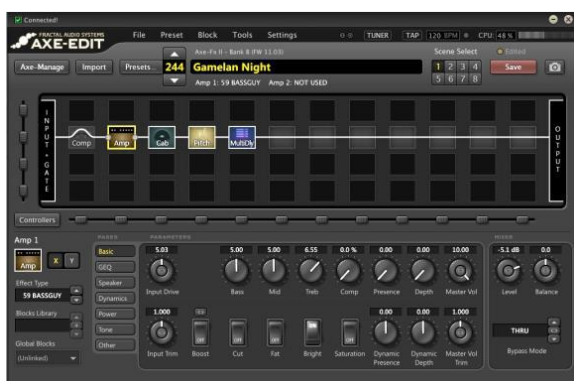 Connected!
FRACTAL AUDIO SYSTEMS
AXE-EDIT
File Preset Block Tools Settings TUNER TAP 120 BPM CPU: 48 %
Axe-Fx II - Bank B (FW 11.03) Scene Select Edited
Axe-Manage Import Presets... 244 Gamelan Night 1 2 3 4 Save
Amp 1: 59 BASSGUY Amp 2: NOT USED 5 6 7 8
INPUT + GATE
Comp Amp Cab Pitch MultiDly
OUTPUT
Controllers
Amp 1 PAGES PARAMETERS MIXER
Amp X Y
Basic 5.03 5.00 5.00 6.55 0.0 % 0.00 0.00 10.00 -5.1 dB 0.0
GEQ
Speaker Input Drive Bass Mid Treb Comp Presence Depth Master Vol Level Balance
Effect Type
59 BASSGUY
Dynamics
Blocks Library
Power 1.000 0.00 0.00 1.000
Tone
Other
THRU
Global Blocks
(Unlinked)
OFF OFF OFF OFF
Input Trim Boost Cut Fat Bright Saturation Dynamic Presence Dynamic Depth Master Vol Trim Bypass Mode